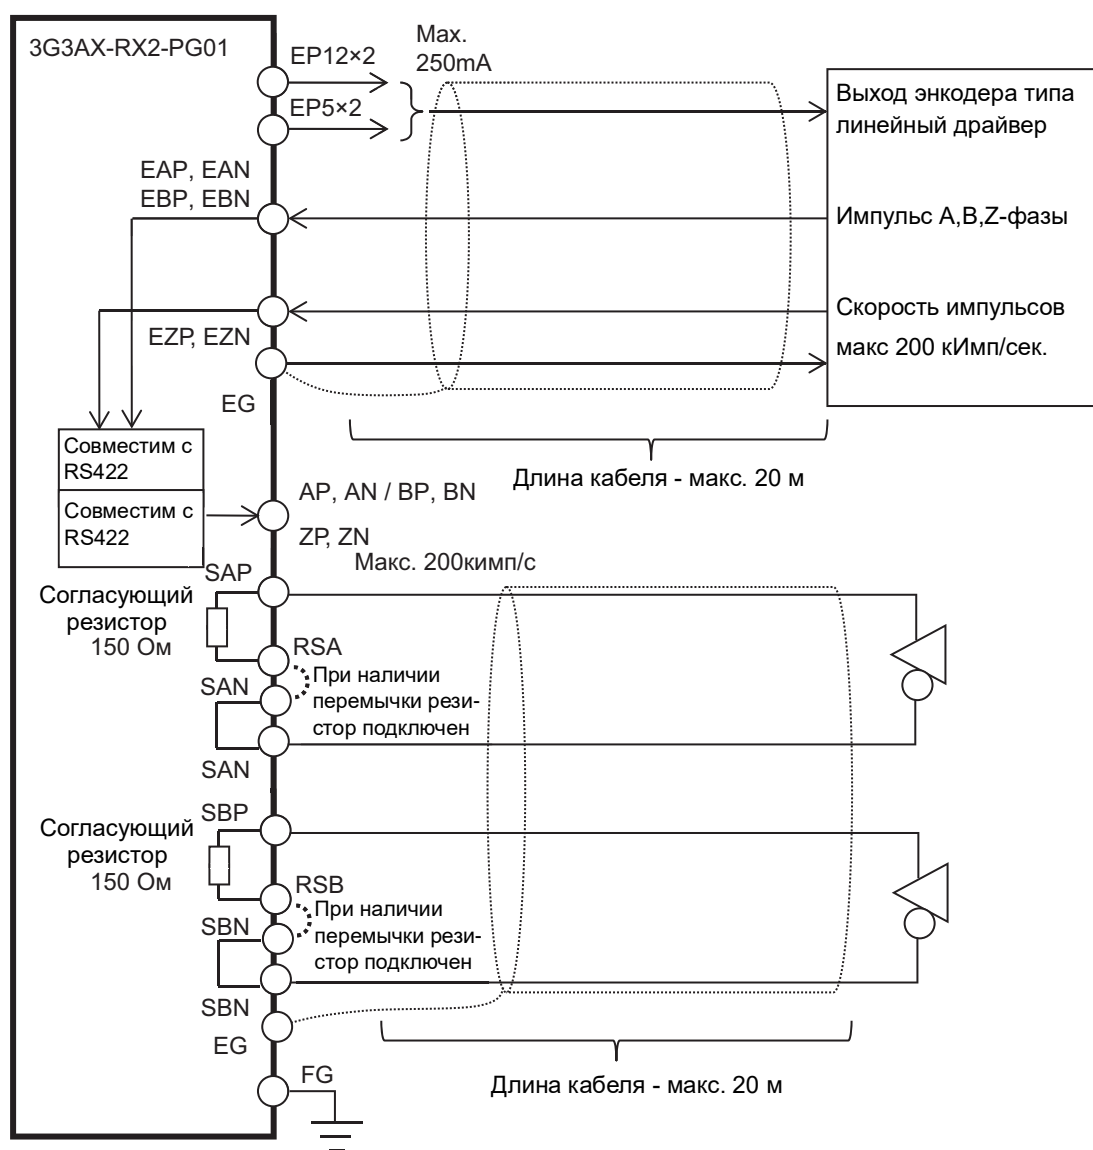 3G3AX-RX2-PG01
EP12×2
Max.
250mA
EP5×2
Выход энкодера типа
линейный драйвер
EAP, EAN
EBP, EBN
Импульс A,B,Z-фазы
Скорость импульсов
EZP, EZN
макс 200 кИмп/сек.
EG
Совместим с
RS422
Длина кабеля - макс. 20 м
AP, AN / BP, BN
Совместим с
RS422
ZP, ZN
Макс. 200кимп/с
SAP
Согласующий
резистор
150 Ом
RSA
При наличии
перемычки рези-
стор подключен
SAN
SAN
SBP
Согласующий
резистор
150 Ом
RSB
При наличии
перемычки рези-
стор подключен
SBN
SBN
EG
FG
Длина кабеля - макс. 20 м